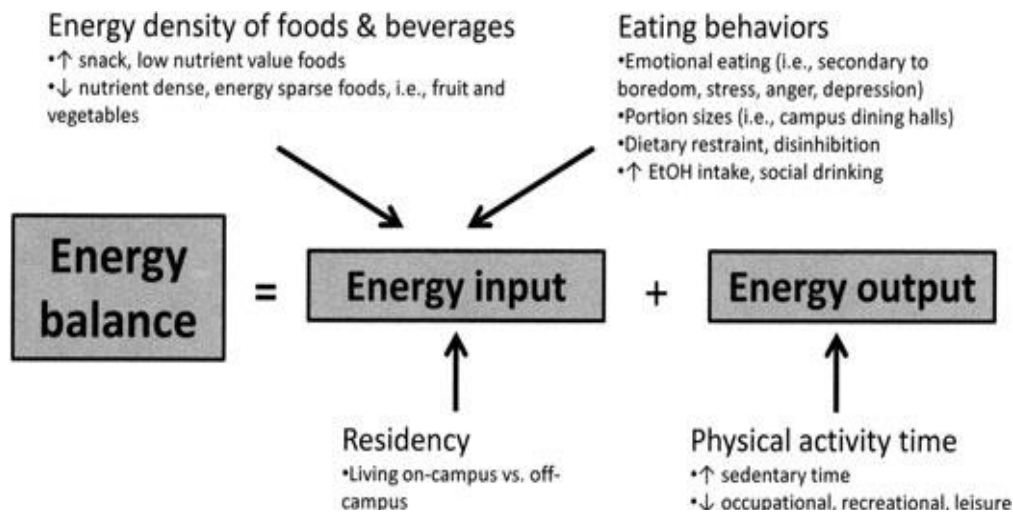 Energy density of foods & beverages
•↑ snack, low nutrient value foods
•↓ nutrient dense, energy sparse foods, i.e., fruit and
vegetables
Eating behaviors
•Emotional eating (i.e., secondary to
boredom, stress, anger, depression)
•Portion sizes (i.e., campus dining halls)
•Dietary restraint, disinhibition
•↑ EtOH intake, social drinking
Energy
balance
=
Energy input
+
Energy output
Residency
•Living on-campus vs. off-
campus
Physical activity time
•↑ sedentary time
•↓ occupational, recreational, leisure